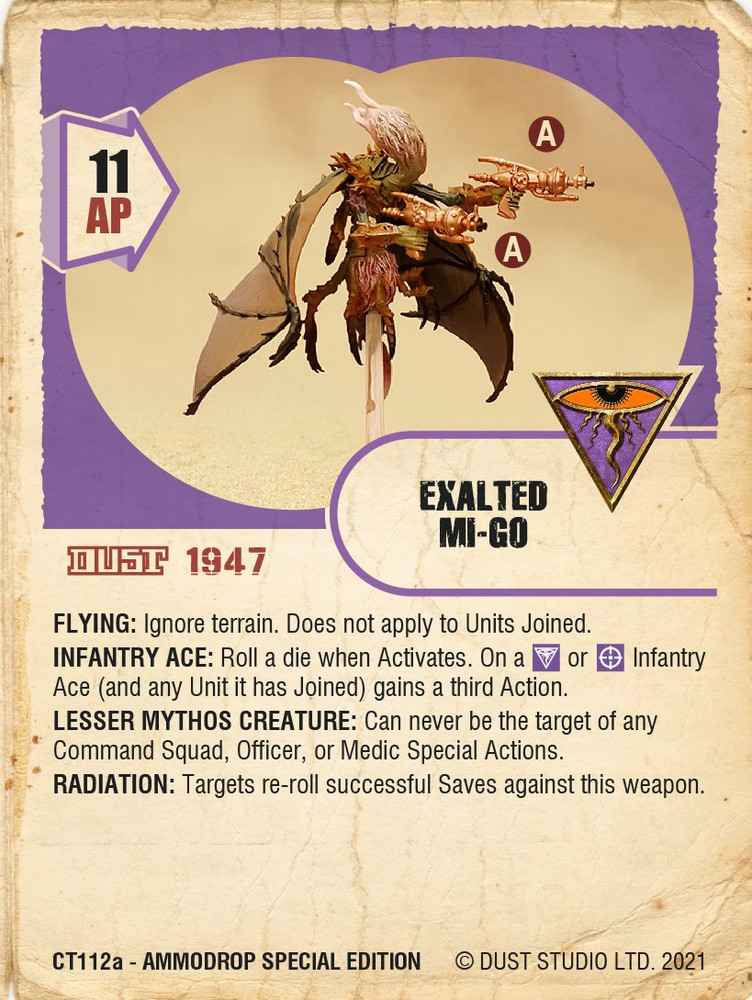 11
AP
A
A
EXALTED
MI-GO
DUST 1947
FLYING: Ignore terrain. Does not apply to Units Joined.
INFANTRY ACE: Roll a die when Activates. On a or Infantry
Ace (and any Unit it has Joined) gains a third Action.
LESSER MYTHOS CREATURE: Can never be the target of any
Command Squad, Officer, or Medic Special Actions.
RADIATION: Targets re-roll successful Saves against this weapon.
CT112a - AMMODROP SPECIAL EDITION © DUST STUDIO LTD. 2021